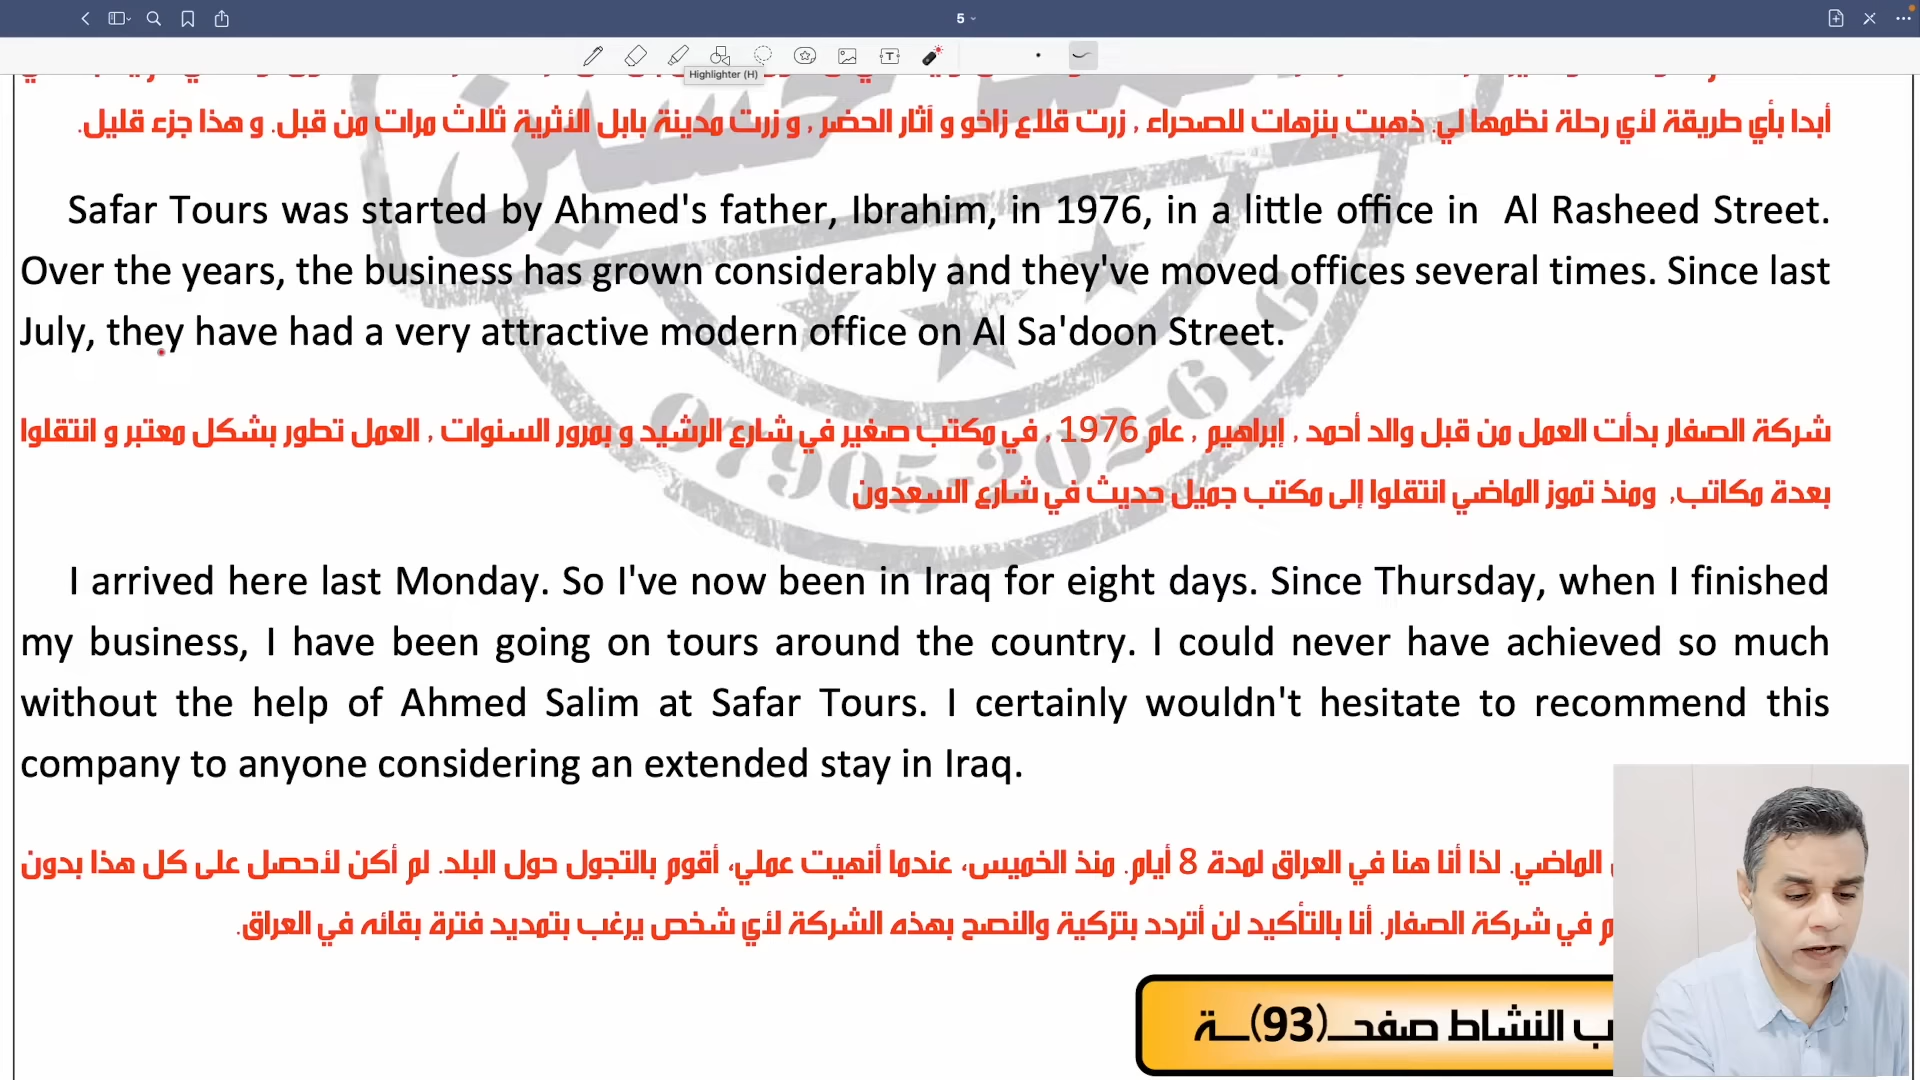 5
Highlighter (H)
أبدا بأي طريقة لأي رحلة نظمها لي. ذهبت بنزهات للصحراء , زرت قلاع زاخو و آثار الحضر , و زرت مدينة بابل الأثرية ثلاث مرات من قبل. و هذا جزء قليل.
حسين
Safar Tours was started by Ahmed's father, Ibrahim, in 1976, in a little office in Al Rasheed Street.
Over the years, the business has grown considerably and they've moved offices several times. Since last
July, they have had a very attractive modern office on Al Sa'doon Street.
07905-202-616
شركة الصفار بدأت العمل من قبل والد أحمد , إبراهيم , عام 1976 , في مكتب صغير في شارع الرشيد و بمرور السنوات , العمل تطور بشكل معتبر و انتقلوا
بعدة مكاتب, ومنذ تموز الماضي انتقلوا إلى مكتب جميل حديث في شارع السعدون
I arrived here last Monday. So I've now been in Iraq for eight days. Since Thursday, when I finished
my business, I have been going on tours around the country. I could never have achieved so much
without the help of Ahmed Salim at Safar Tours. I certainly wouldn't hesitate to recommend this
company to anyone considering an extended stay in Iraq.
الماضي. لذا أنا هنا في العراق لمدة 8 أيام. منذ الخميس، عندما أنهيت عملي، أقوم بالتجول حول البلد. لم أكن لأحصل على كل هذا بدون
في شركة الصفار. أنا بالتأكيد لن أتردد بتزكية والنصح بهذه الشركة لأي شخص يرغب بتمديد فترة بقائه في العراق.
النشاط صفحـ(93)ـة